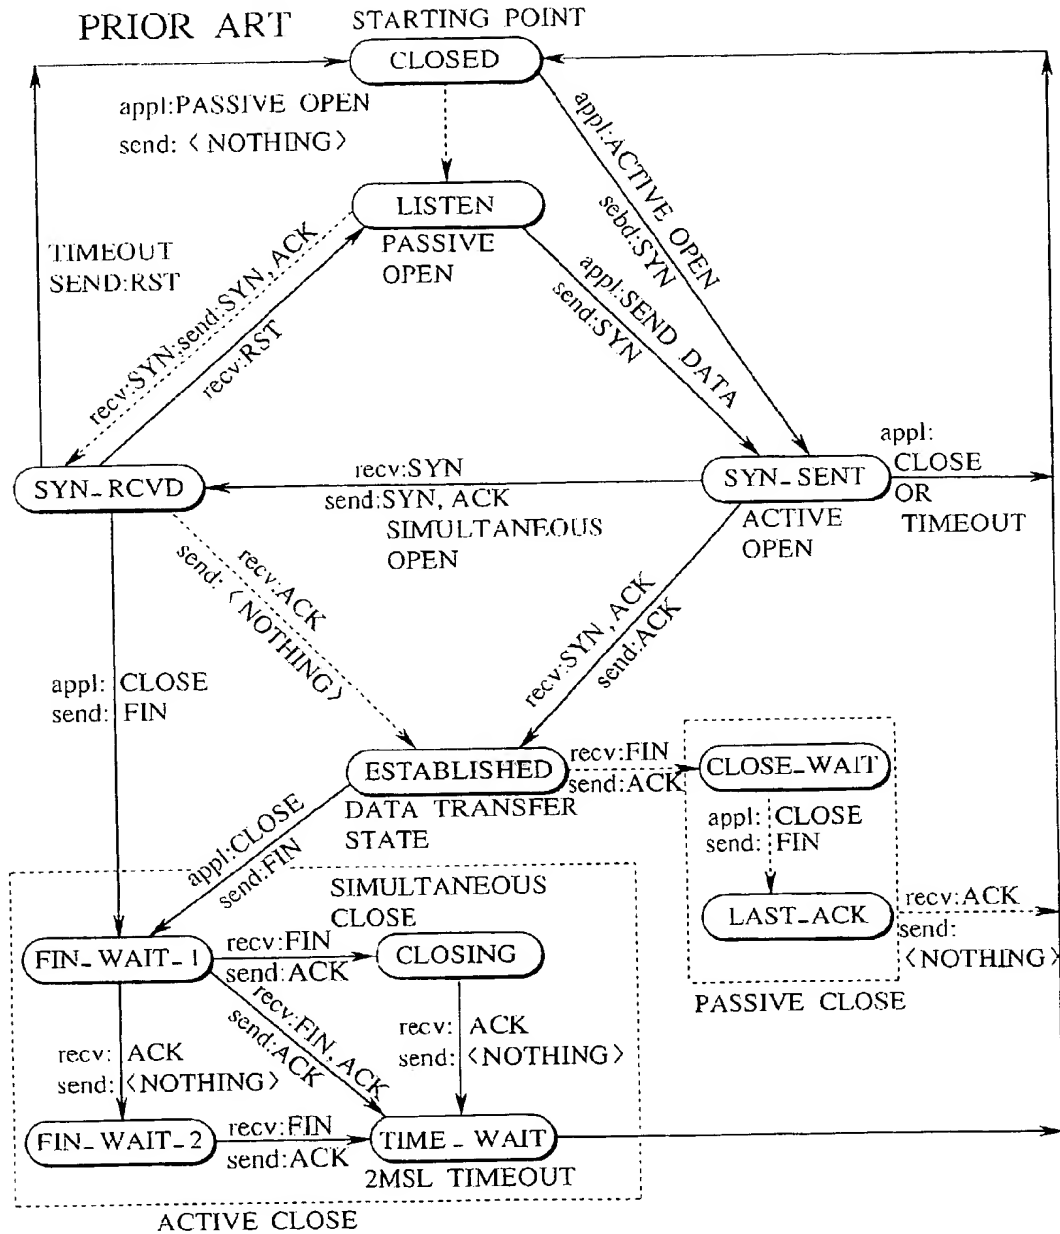 PRIOR ART
STARTING POINT
CLOSED
appl:PASSIVE OPEN
send: <NOTHING>
appl:ACTIVE OPEN
sebd:SYN
LISTEN
PASSIVE
OPEN
TIMEOUT
SEND:RST
recv:SYN;send:SYN, ACK
recv:RST
appl:SEND DATA
send:SYN
SYN_RCVD
recv:SYN
send:SYN, ACK
SIMULTANEOUS
OPEN
SYN_SENT
ACTIVE
OPEN
appl:
CLOSE
OR
TIMEOUT
recv:ACK
send: <NOTHING>
recv:SYN, ACK
send:ACK
appl: CLOSE
send: FIN
ESTABLISHED
DATA TRANSFER
STATE
recv:FIN
send:ACK
CLOSE_WAIT
appl: CLOSE
send: FIN
LAST_ACK
recv:ACK
send:
<NOTHING>
PASSIVE CLOSE
appl:CLOSE
send:FIN
SIMULTANEOUS
CLOSE
FIN_WAIT_1
recv:FIN
send:ACK
CLOSING
recv:FIN, ACK
send:ACK
recv: ACK
send: <NOTHING>
recv: ACK
send: <NOTHING>
FIN_WAIT_2
recv:FIN
send:ACK
TIME_WAIT
2MSL TIMEOUT
ACTIVE CLOSE